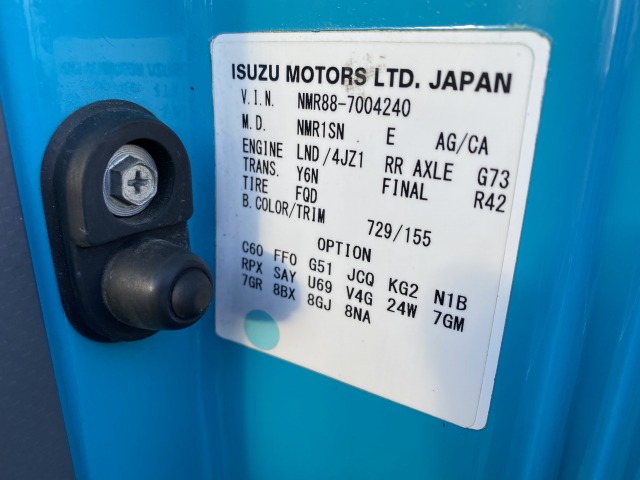 ISUZU MOTORS LTD. JAPAN
V.I.N. NMR88-7004240
M.D. NMR1SN E AG/CA
ENGINE LND/4JZ1 RR AXLE G73
TRANS. Y6N FINAL R42
TIRE FQD
B.COLOR/TRIM 729/155
OPTION
C60 FFO G51 JCQ KG2 N1B
RPX SAY U69 V4G 24W 7GM
7GR 8BX 8GJ 8NA